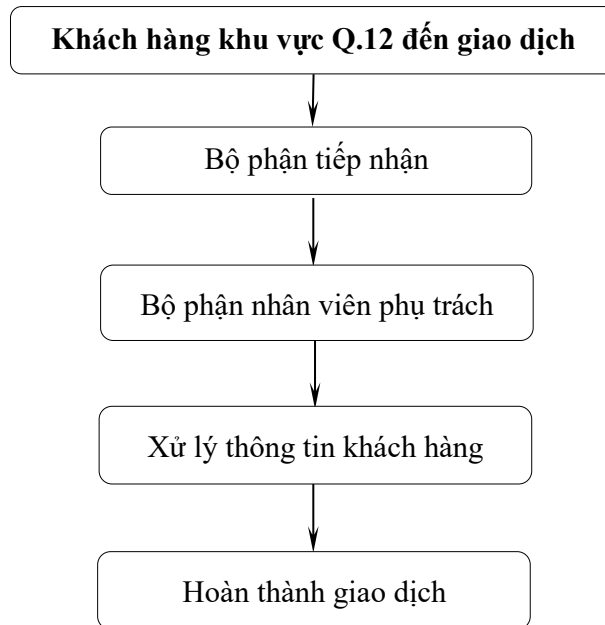 Khách hàng khu vực Q.12 đến giao dịch
Bộ phận tiếp nhận
Bộ phận nhân viên phụ trách
Xử lý thông tin khách hàng
Hoàn thành giao dịch